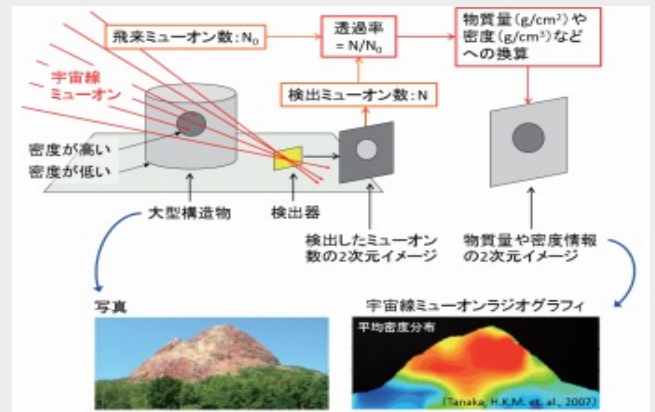 飛来ミューオン数:N₀
透過率
= N/N₀
物質量(g/cm²)や
密度(g/cm³)など
への換算
宇宙線
ミューオン
検出ミューオン数:N
密度が高い
密度が低い
大型構造物
検出器
検出したミューオン
数の2次元イメージ
物質量や密度情報
の2次元イメージ
写真
宇宙線ミューオンラジオグラフィ
平均密度分布
(Tanaka, H.K.M. et. al., 2007)